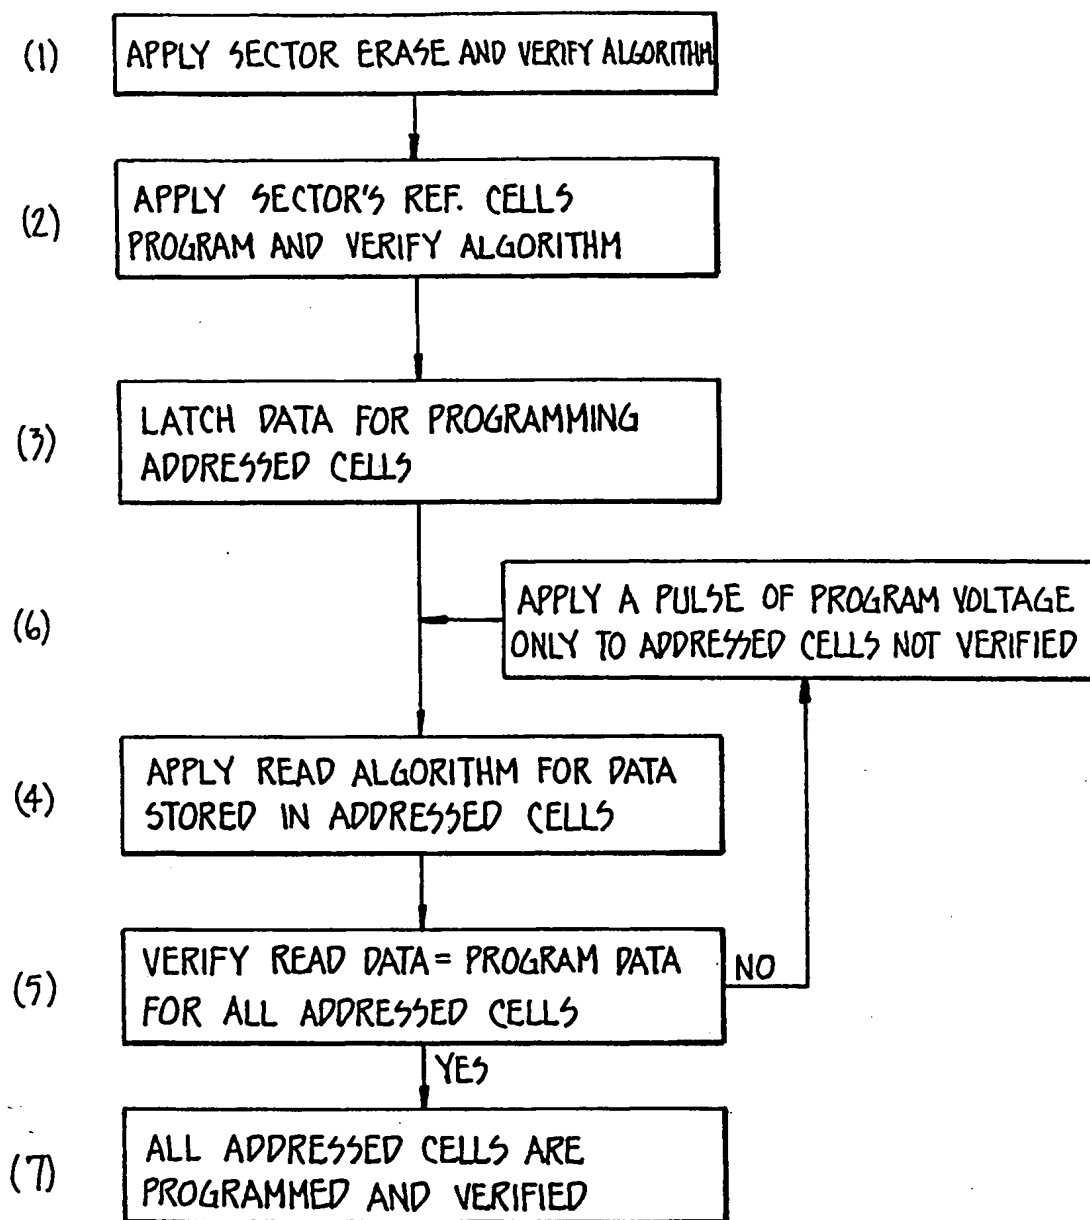 (1)
APPLY SECTOR ERASE AND VERIFY ALGORITHM
(2)
APPLY SECTOR'S REF. CELLS
PROGRAM AND VERIFY ALGORITHM
(3)
LATCH DATA FOR PROGRAMMING
ADDRESSED CELLS
(6)
APPLY A PULSE OF PROGRAM VOLTAGE
ONLY TO ADDRESSED CELLS NOT VERIFIED
(4)
APPLY READ ALGORITHM FOR DATA
STORED IN ADDRESSED CELLS
(5)
VERIFY READ DATA = PROGRAM DATA
FOR ALL ADDRESSED CELLS
NO
YES
(7)
ALL ADDRESSED CELLS ARE
PROGRAMMED AND VERIFIED